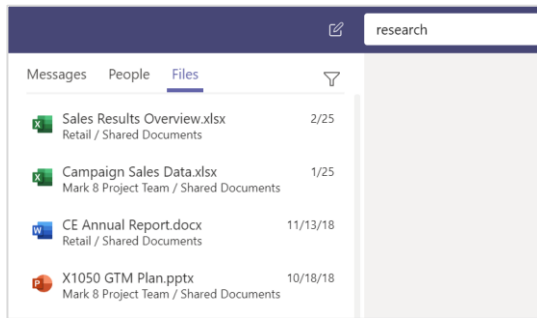 research
Messages People Files
Sales Results Overview.xlsx 2/25
Retail / Shared Documents
Campaign Sales Data.xlsx 1/25
Mark 8 Project Team / Shared Documents
CE Annual Report.docx 11/13/18
Retail / Shared Documents
X1050 GTM Plan.pptx 10/18/18
Mark 8 Project Team / Shared Documents